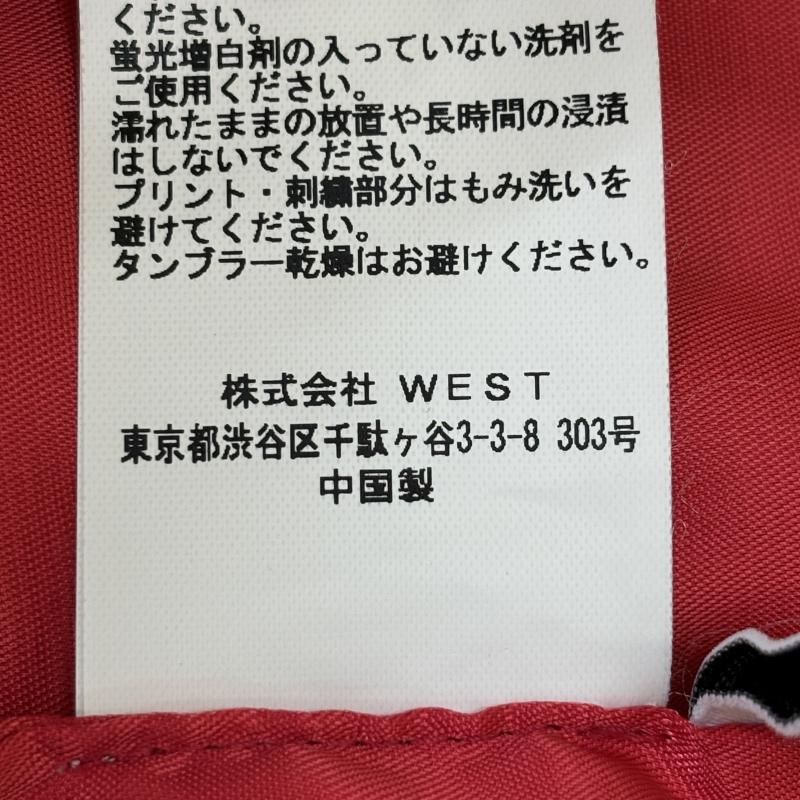 ください。
蛍光増白剤の入っていない洗剤を
ご使用ください。
濡れたままの放置や長時間の浸漬
はしないでください。
プリント・刺繍部分はもみ洗いを
避けてください。
タンブラー乾燥はお避けください。
株式会社 WEST
東京都渋谷区千駄ヶ谷3-3-8 303号
中国製